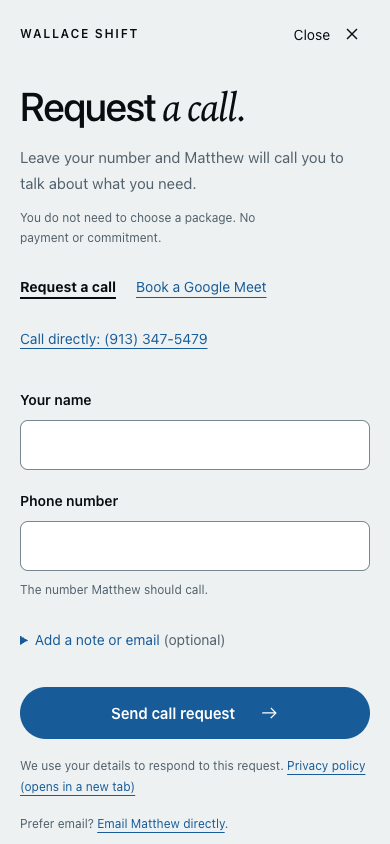 WALLACE SHIFT
Close
Request a call.
Leave your number and Matthew will call you to
talk about what you need.
You do not need to choose a package. No
payment or commitment.
Request a call
Book a Google Meet
Call directly: (913) 347-5479
Your name
Phone number
The number Matthew should call.
Add a note or email (optional)
Send call request
We use your details to respond to this request. Privacy policy
(opens in a new tab)
Prefer email? Email Matthew directly.